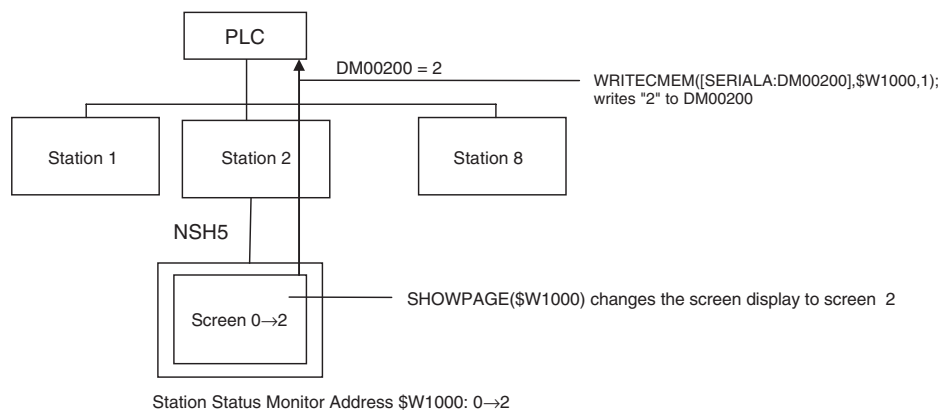 PLC
DM00200 = 2
WRITECMEM([SERIALA:DM00200],$W1000,1);
writes "2" to DM00200
Station 1
Station 2
Station 8
NSH5
SHOWPAGE($W1000) changes the screen display to screen 2
Screen 0→2
Station Status Monitor Address $W1000: 0→2